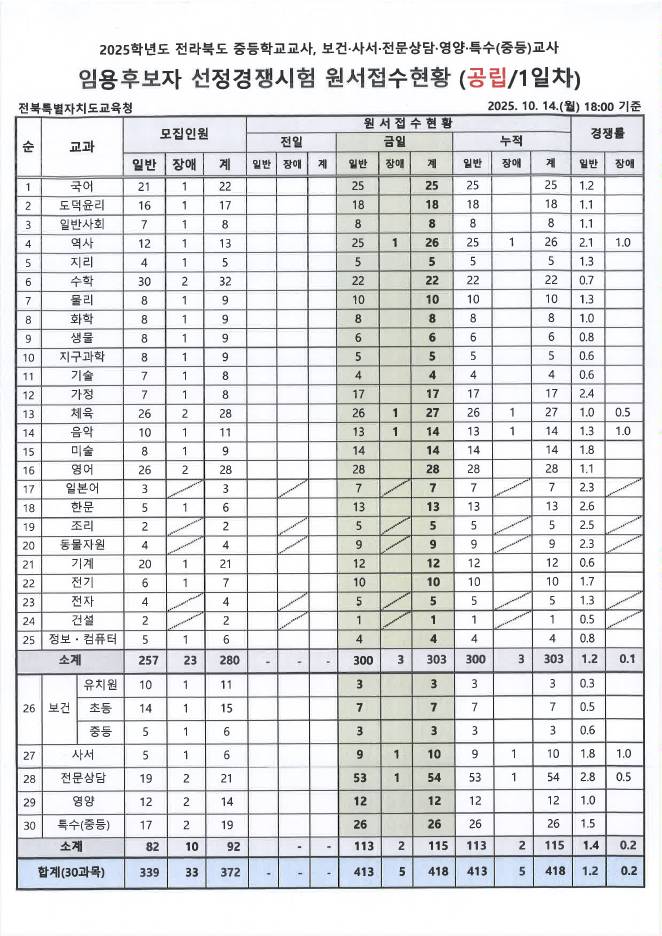 2025학년도 전라북도 중등학교교사, 보건·사서·전문상담·영양·특수(중등)교사
임용후보자 선정경쟁시험 원서접수현황 (공립/1일차)
전북특별자치도교육청 2025. 10. 14.(월) 18:00 기준
순 교과 모집인원 원서접수현황 경쟁률
전일 금일 누적
일반 장애 계 일반 장애 계 일반 장애 계 일반 장애 계 일반 장애
1 국어 21 1 22 25 25 25 25 1.2
2 도덕윤리 16 1 17 18 18 18 18 1.1
3 일반사회 7 1 8 8 8 8 8 1.1
4 역사 12 1 13 25 1 26 25 1 26 2.1 1.0
5 지리 4 1 5 5 5 5 5 1.3
6 수학 30 2 32 22 22 22 22 0.7
7 물리 8 1 9 10 10 10 10 1.3
8 화학 8 1 9 8 8 8 8 1.0
9 생물 8 1 9 6 6 6 6 0.8
10 지구과학 8 1 9 5 5 5 5 0.6
11 기술 7 1 8 4 4 4 4 0.6
12 가정 7 1 8 17 17 17 17 2.4
13 체육 26 2 28 26 1 27 26 1 27 1.0 0.5
14 음악 10 1 11 13 1 14 13 1 14 1.3 1.0
15 미술 8 1 9 14 14 14 14 1.8
16 영어 26 2 28 28 28 28 28 1.1
17 일본어 3 3 7 7 7 7 2.3
18 한문 5 1 6 13 13 13 13 2.6
19 조리 2 2 5 5 5 5 2.5
20 동물자원 4 4 9 9 9 9 2.3
21 기계 20 1 21 12 12 12 12 0.6
22 전기 6 1 7 10 10 10 10 1.7
23 전자 4 4 5 5 5 5 1.3
24 건설 2 2 1 1 1 1 0.5
25 정보·컴퓨터 5 1 6 4 4 4 4 0.8
소계 257 23 280 - - - 300 3 303 300 3 303 1.2 0.1
26 보건 유치원 10 1 11 3 3 3 3 0.3
초등 14 1 15 7 7 7 7 0.5
중등 5 1 6 3 3 3 3 0.6
27 사서 5 1 6 9 1 10 9 1 10 1.8 1.0
28 전문상담 19 2 21 53 1 54 53 1 54 2.8 0.5
29 영양 12 2 14 12 12 12 12 1.0
30 특수(중등) 17 2 19 26 26 26 26 1.5
소계 82 10 92 - - 113 2 115 113 2 115 1.4 0.2
합계(30과목) 339 33 372 - - - 413 5 418 413 5 418 1.2 0.2